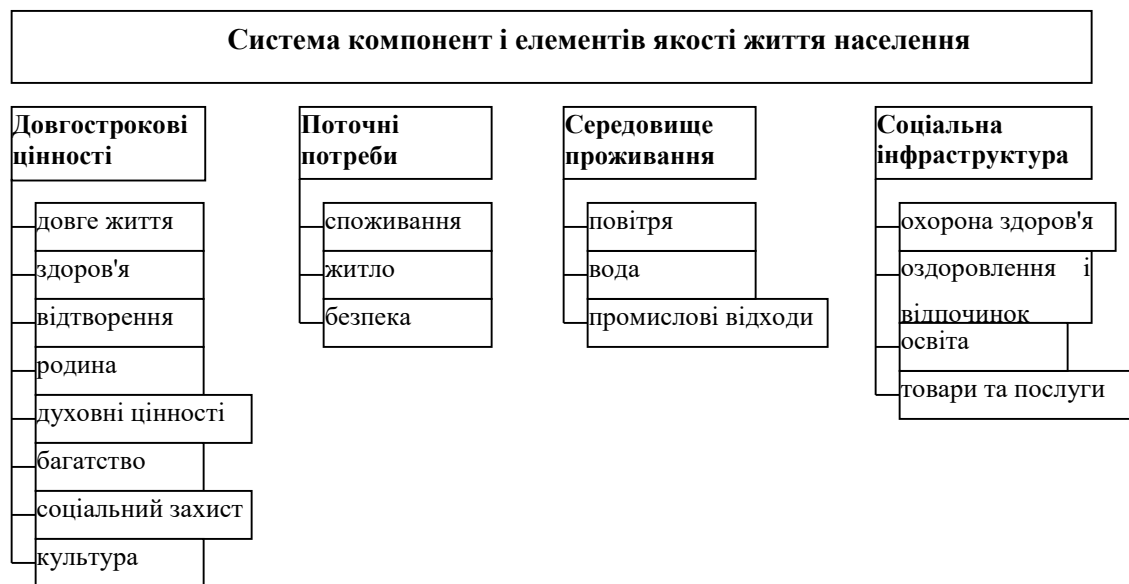 Система компонент і елементів якості життя населення
Довгострокові
цінності
довге життя
здоров'я
відтворення
родина
духовні цінності
багатство
соціальний захист
культура
Поточні
потреби
споживання
житло
безпека
Середовище
проживання
повітря
вода
промислові відходи
Соціальна
інфраструктура
охорона здоров'я
оздоровлення і
відпочинок
освіта
товари та послуги